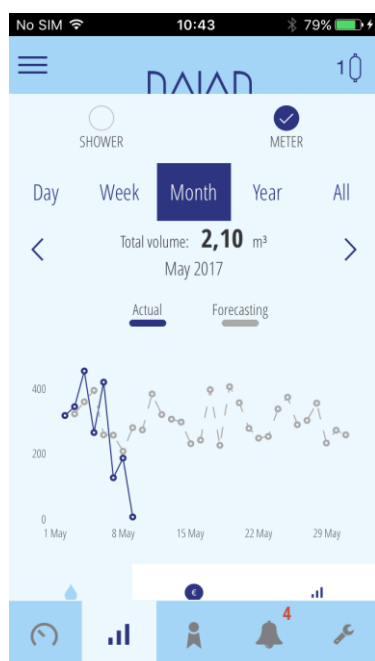 No SIM 10:43 79%
DAIAD
1
SHOWER METER
Day Week Month Year All
Total volume: 2,10 m³
May 2017
Actual Forecasting
400
200
0
1 May 8 May 15 May 22 May 29 May
€
4